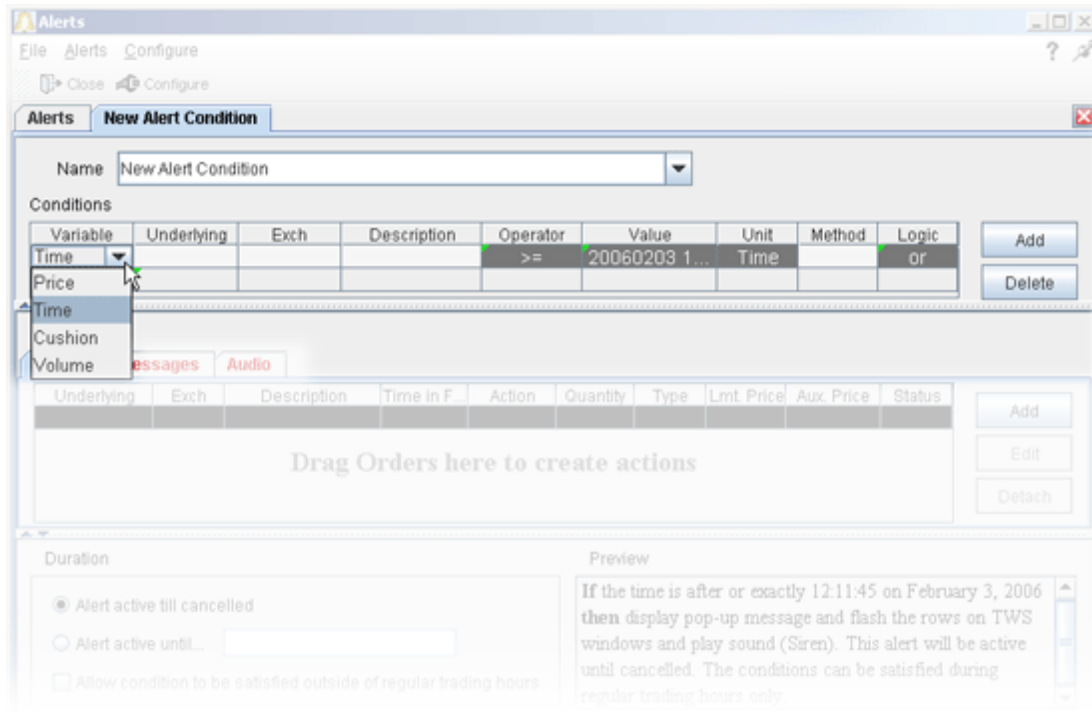 Alerts
File Alerts Configure ?
Close Configure
Alerts New Alert Condition
Name New Alert Condition
Conditions
Variable Underlying Exch Description Operator Value Unit Method Logic Add
Time >= 20060203 1... Time or
Price Delete
Time
Cushion
Volume essages Audio
Underlying Exch Description Time in F... Action Quantity Type Lmt. Price Aux. Price Status
Add
Drag Orders here to create actions
Edit
Detach
Duration
Alert active till cancelled
Alert active until...
Allow condition to be satisfied outside of regular trading hours
Preview
If the time is after or exactly 12:11:45 on February 3, 2006
then display pop-up message and flash the rows on TWS
windows and play sound (Siren). This alert will be active
until cancelled. The conditions can be satisfied during
regular trading hours only.